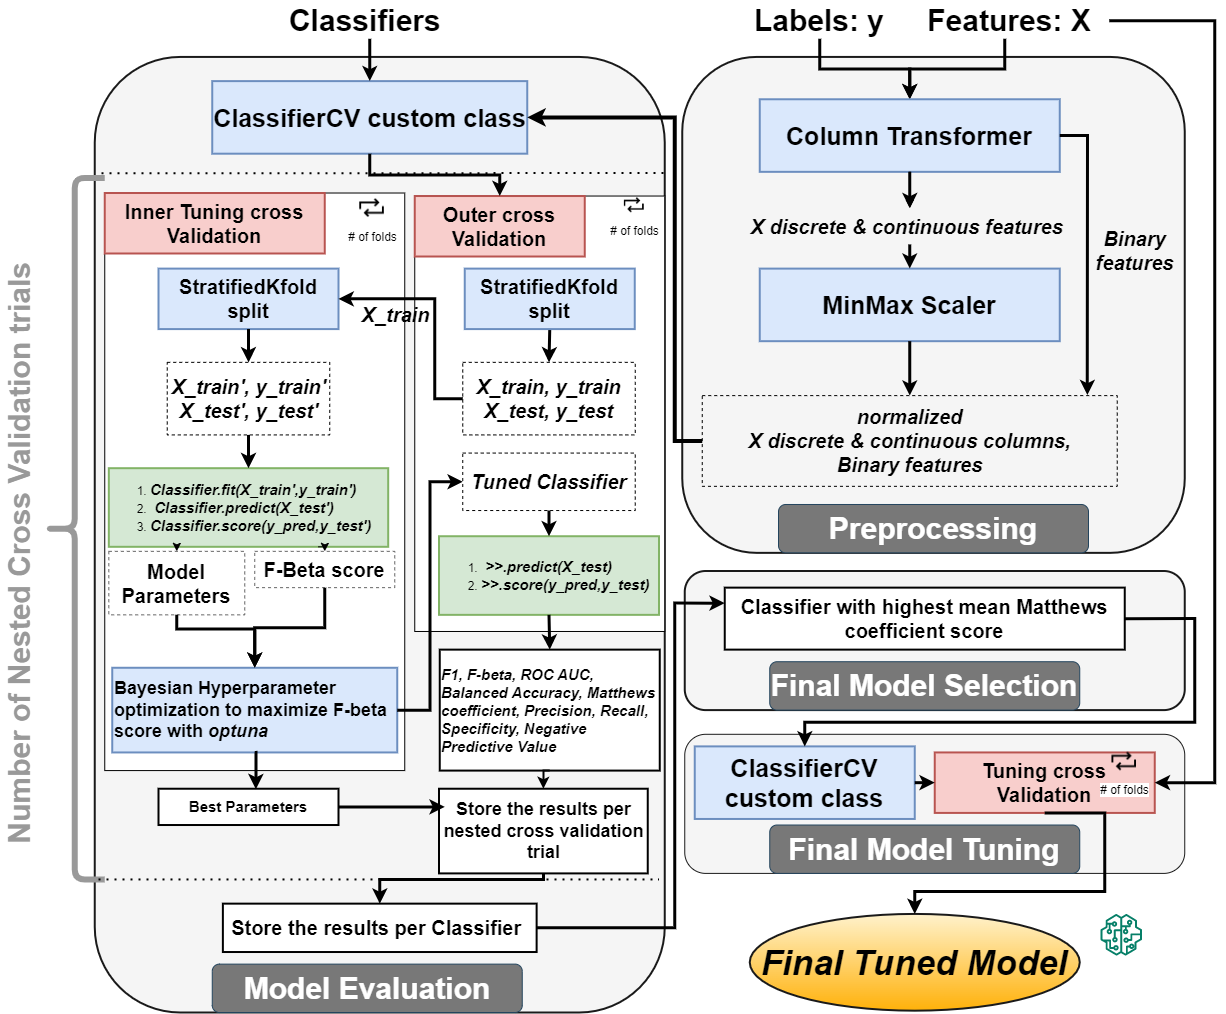 Classifiers
Labels: y
Features: X
ClassifierCV custom class
Number of Nested Cross Validation trials
Inner Tuning cross
Validation
# of folds
Outer cross
Validation
# of folds
StratifiedKfold
split
X_train
StratifiedKfold
split
X_train', y_train'
X_test', y_test'
X_train, y_train
X_test, y_test
1. Classifier.fit(X_train',y_train')
2. Classifier.predict(X_test')
3. Classifier.score(y_pred,y_test')
Tuned Classifier
Model
Parameters
F-Beta score
1. >>.predict(X_test)
2. >>.score(y_pred,y_test)
Bayesian Hyperparameter
optimization to maximize F-beta
score with optuna
F1, F-beta, ROC AUC,
Balanced Accuracy, Matthews
coefficient, Precision, Recall,
Specificity, Negative
Predictive Value
Best Parameters
Store the results per
nested cross validation
trial
Store the results per Classifier
Model Evaluation
Column Transformer
X discrete & continuous features
Binary
features
MinMax Scaler
normalized
X discrete & continuous columns,
Binary features
Preprocessing
Classifier with highest mean Matthews
coefficient score
Final Model Selection
ClassifierCV
custom class
Tuning cross
Validation
# of folds
Final Model Tuning
Final Tuned Model